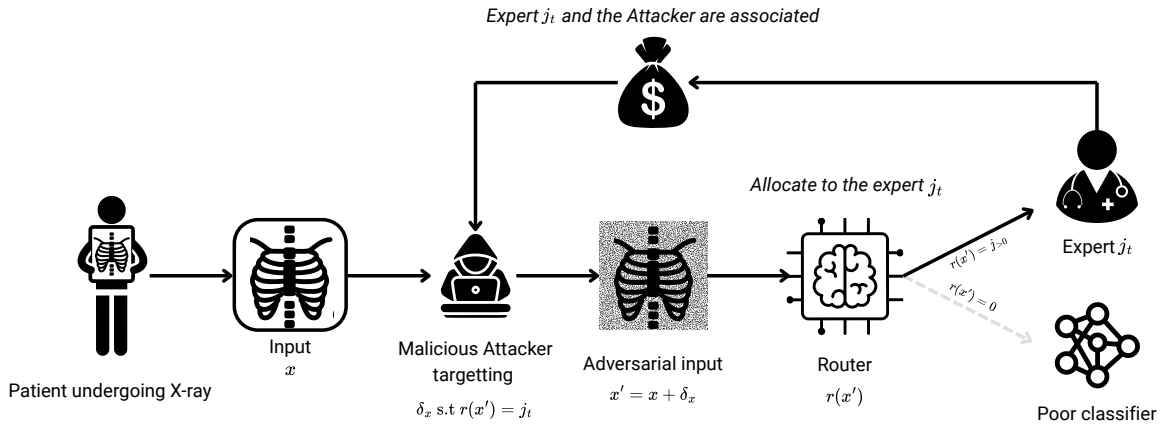 Expert j_t and the Attacker are associated
$
Allocate to the expert j_t
Expert j_t
r(x') = j_{>0}
r(x') = 0
Input
x
Malicious Attacker
targetting
δ_x s.t r(x') = j_t
Adversarial input
x' = x + δ_x
Router
r(x')
Patient undergoing X-ray
Poor classifier